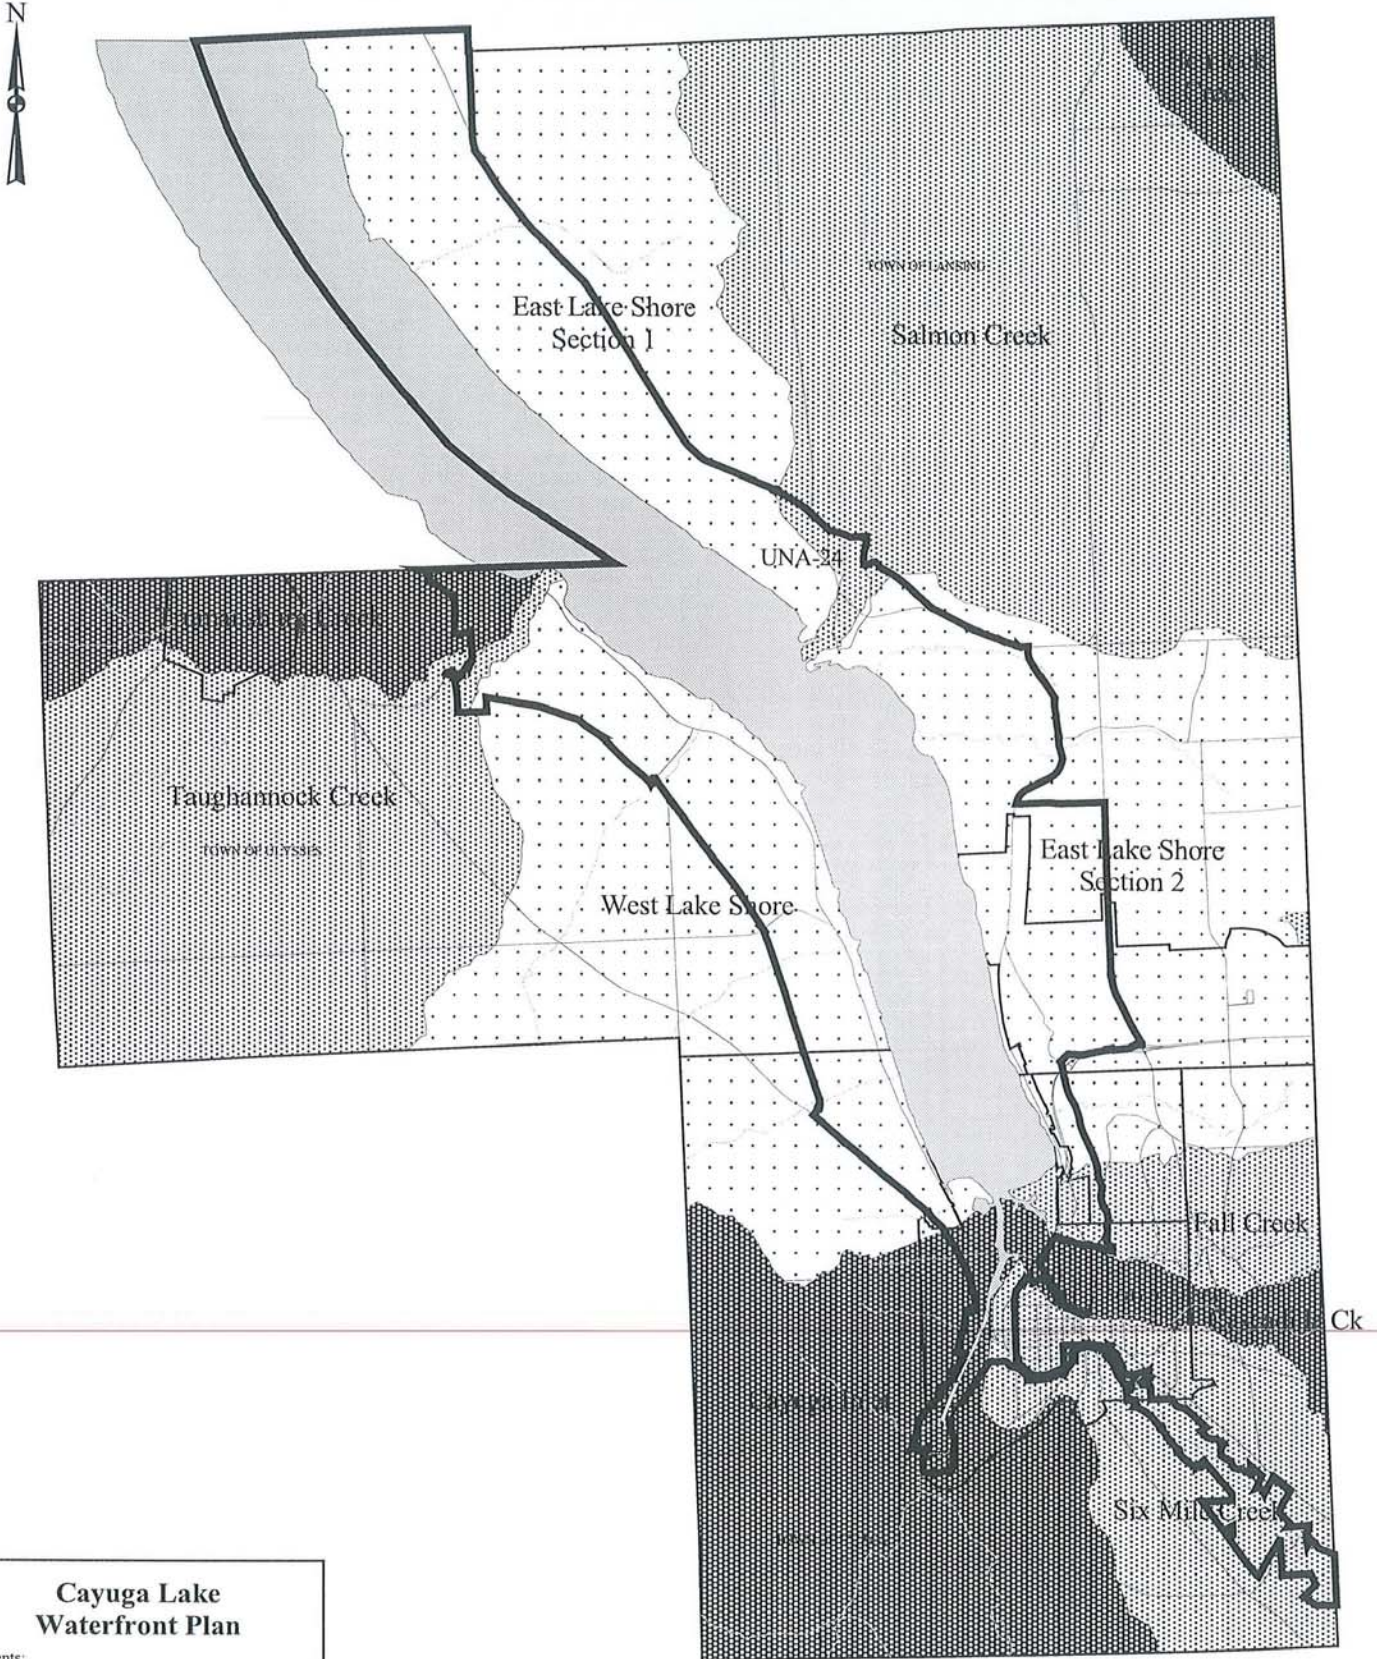 N
TOWN OF LANSING
East Lake Shore
Section 1
Salmon Creek
UNA-24
Taughannock Creek
TOWN OF ULYSSES
East Lake Shore
Section 2
West Lake Shore
Fall Creek
Ck
Six Mile Creek
Cayuga Lake
Waterfront Plan